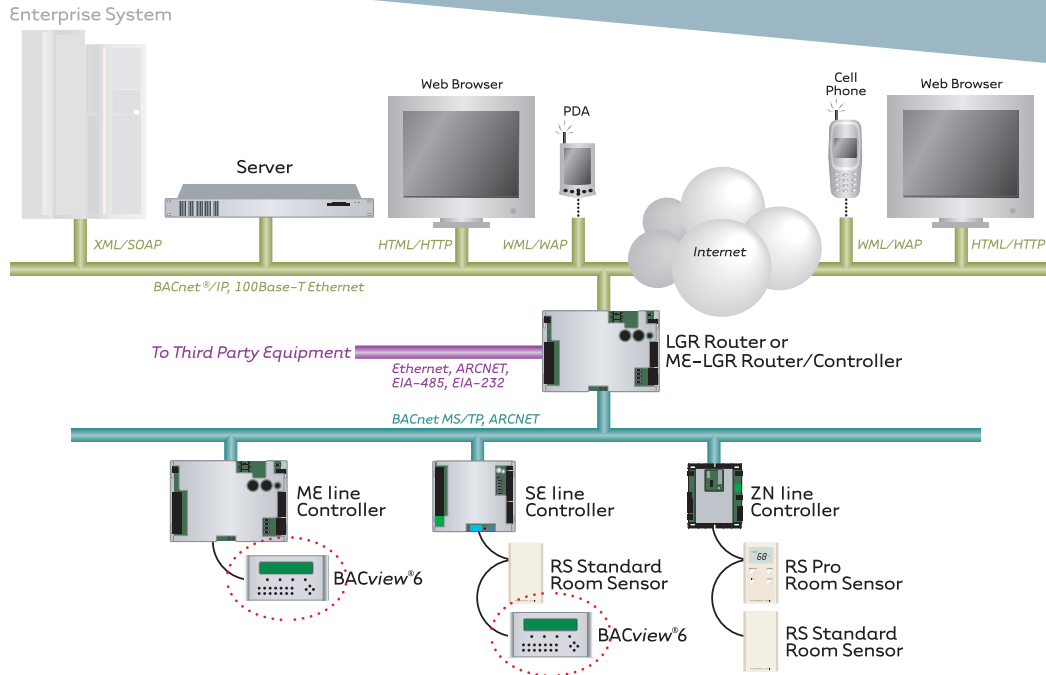 Enterprise System
Web Browser
Cell
Phone
Web Browser
PDA
Server
XML/SOAP
HTML/HTTP
WML/WAP
Internet
WML/WAP
HTML/HTTP
BACnet®/IP, 100Base-T Ethernet
LGR Router or
ME-LGR Router/Controller
To Third Party Equipment
Ethernet, ARCNET,
EIA-485, EIA-232
BACnet MS/TP, ARCNET
ME line
Controller
SE line
Controller
ZN line
Controller
BACview®6
RS Standard
Room Sensor
68
RS Pro
Room Sensor
BACview®6
RS Standard
Room Sensor